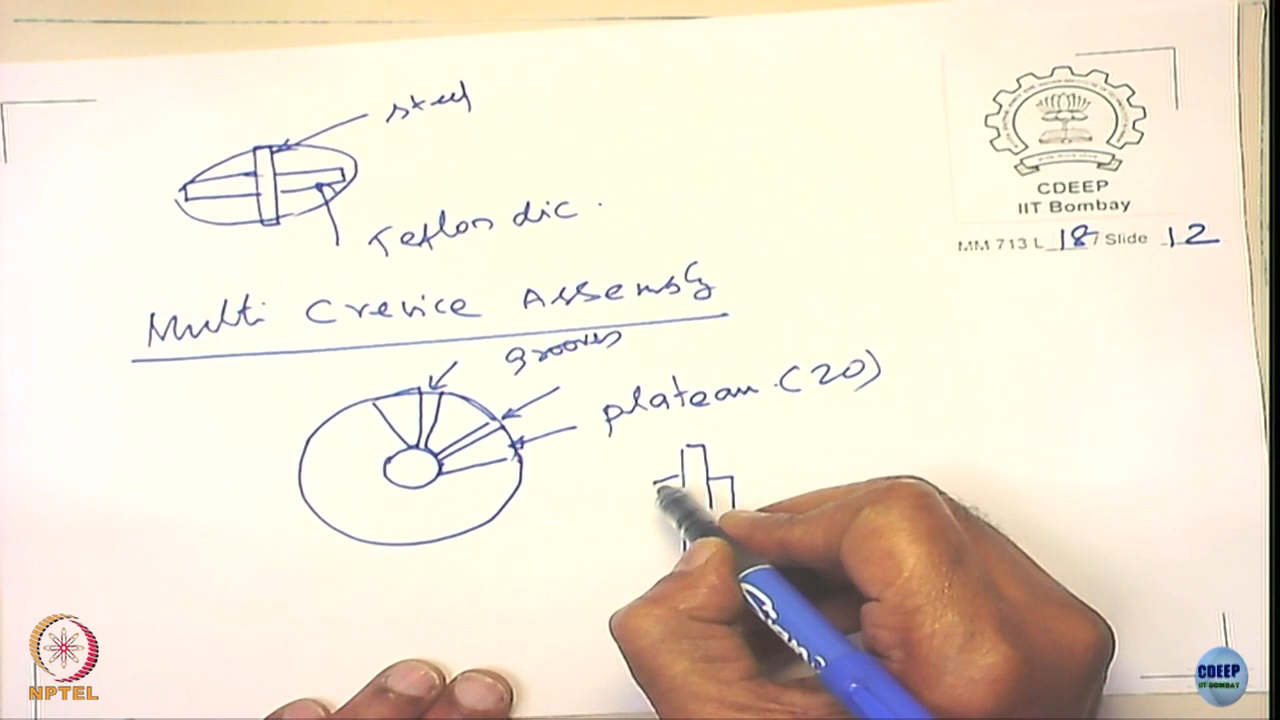 steel
Teflon dic.
Multi Crevice Assembly
grooves
plateau (20)
CDEEP
IIT Bombay
MM 713 L 18 / Slide 12
NPTEL
CDEEP
IIT BOMBAY